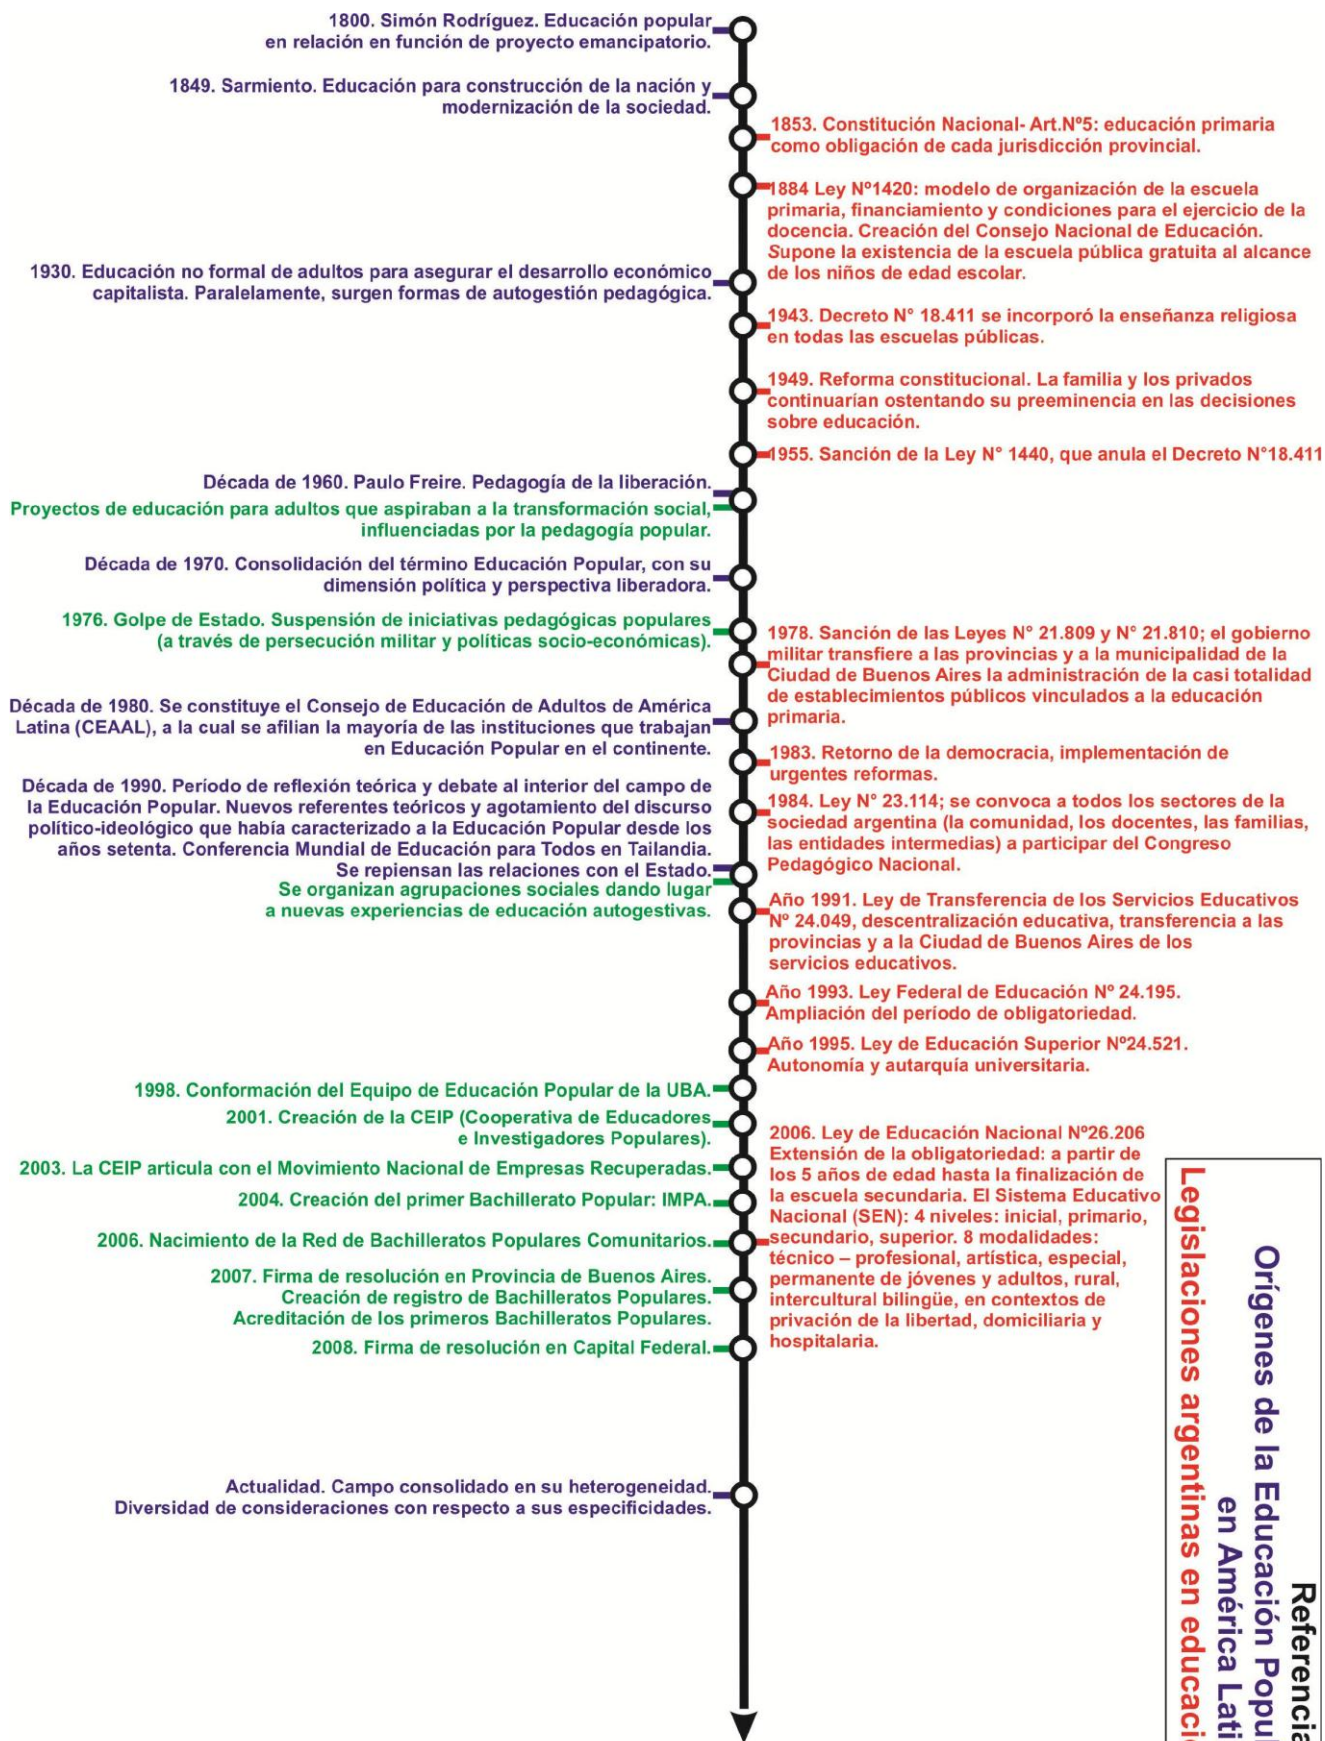 1800. Simón Rodríguez. Educación popular
en relación en función de proyecto emancipatorio.
1849. Sarmiento. Educación para construcción de la nación y
modernización de la sociedad.
1853. Constitución Nacional- Art.Nº5: educación primaria
como obligación de cada jurisdicción provincial.
1884 Ley Nº1420: modelo de organización de la escuela
primaria, financiamiento y condiciones para el ejercicio de la
docencia. Creación del Consejo Nacional de Educación.
Supone la existencia de la escuela pública gratuita al alcance
de los niños de edad escolar.
1930. Educación no formal de adultos para asegurar el desarrollo económico
capitalista. Paralelamente, surgen formas de autogestión pedagógica.
1943. Decreto N° 18.411 se incorporó la enseñanza religiosa
en todas las escuelas públicas.
1949. Reforma constitucional. La familia y los privados
continuarían ostentando su preeminencia en las decisiones
sobre educación.
1955. Sanción de la Ley N° 1440, que anula el Decreto N°18.411
Década de 1960. Paulo Freire. Pedagogía de la liberación.
Proyectos de educación para adultos que aspiraban a la transformación social,
influenciadas por la pedagogía popular.
Década de 1970. Consolidación del término Educación Popular, con su
dimensión política y perspectiva liberadora.
1976. Golpe de Estado. Suspensión de iniciativas pedagógicas populares
(a través de persecución militar y políticas socio-económicas).
1978. Sanción de las Leyes N° 21.809 y N° 21.810; el gobierno
militar transfiere a las provincias y a la municipalidad de la
Ciudad de Buenos Aires la administración de la casi totalidad
de establecimientos públicos vinculados a la educación
primaria.
Década de 1980. Se constituye el Consejo de Educación de Adultos de América
Latina (CEAAL), a la cual se afilian la mayoría de las instituciones que trabajan
en Educación Popular en el continente.
1983. Retorno de la democracia, implementación de
urgentes reformas.
Década de 1990. Período de reflexión teórica y debate al interior del campo de
la Educación Popular. Nuevos referentes teóricos y agotamiento del discurso
político-ideológico que había caracterizado a la Educación Popular desde los
años setenta. Conferencia Mundial de Educación para Todos en Tailandia.
Se repiensan las relaciones con el Estado.
Se organizan agrupaciones sociales dando lugar
a nuevas experiencias de educación autogestivas.
1984. Ley N° 23.114; se convoca a todos los sectores de la
sociedad argentina (la comunidad, los docentes, las familias,
las entidades intermedias) a participar del Congreso
Pedagógico Nacional.
Año 1991. Ley de Transferencia de los Servicios Educativos
Nº 24.049, descentralización educativa, transferencia a las
provincias y a la Ciudad de Buenos Aires de los
servicios educativos.
Año 1993. Ley Federal de Educación Nº 24.195.
Ampliación del período de obligatoriedad.
Año 1995. Ley de Educación Superior Nº24.521.
Autonomía y autarquía universitaria.
1998. Conformación del Equipo de Educación Popular de la UBA.
2001. Creación de la CEIP (Cooperativa de Educadores
e Investigadores Populares).
2003. La CEIP articula con el Movimiento Nacional de Empresas Recuperadas.
2004. Creación del primer Bachillerato Popular: IMPA.
2006. Nacimiento de la Red de Bachilleratos Populares Comunitarios.
2006. Ley de Educación Nacional Nº26.206
Extensión de la obligatoriedad: a partir de
los 5 años de edad hasta la finalización de
la escuela secundaria. El Sistema Educativo
Nacional (SEN): 4 niveles: inicial, primario,
secundario, superior. 8 modalidades:
técnico – profesional, artística, especial,
permanente de jóvenes y adultos, rural,
intercultural bilingüe, en contextos de
privación de la libertad, domiciliaria y
hospitalaria.
2007. Firma de resolución en Provincia de Buenos Aires.
Creación de registro de Bachilleratos Populares.
Acreditación de los primeros Bachilleratos Populares.
2008. Firma de resolución en Capital Federal.
Actualidad. Campo consolidado en su heterogeneidad.
Diversidad de consideraciones con respecto a sus especificidades.
Referencia
Orígenes de la Educación Popul
en América Lati
Legislaciones argentinas en educació